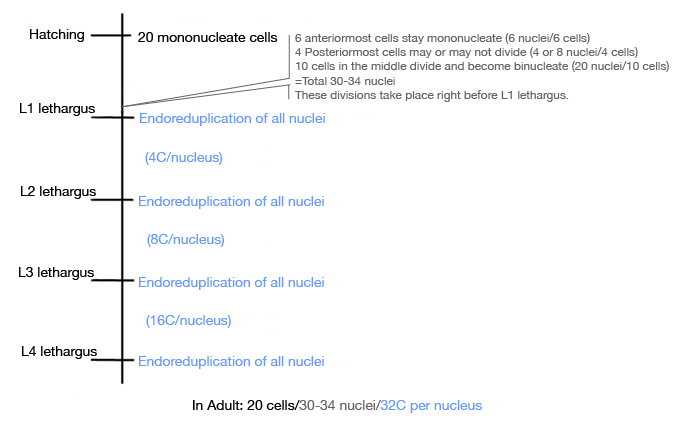 Hatching
20 mononucleate cells
6 anteriormost cells stay mononucleate (6 nuclei/6 cells)
4 Posteriormost cells may or may not divide (4 or 8 nuclei/4 cells)
10 cells in the middle divide and become binucleate (20 nuclei/10 cells)
=Total 30-34 nuclei
These divisions take place right before L1 lethargus.
L1 lethargus
Endoreduplication of all nuclei
(4C/nucleus)
L2 lethargus
Endoreduplication of all nuclei
(8C/nucleus)
L3 lethargus
Endoreduplication of all nuclei
(16C/nucleus)
L4 lethargus
Endoreduplication of all nuclei
In Adult: 20 cells/30-34 nuclei/32C per nucleus